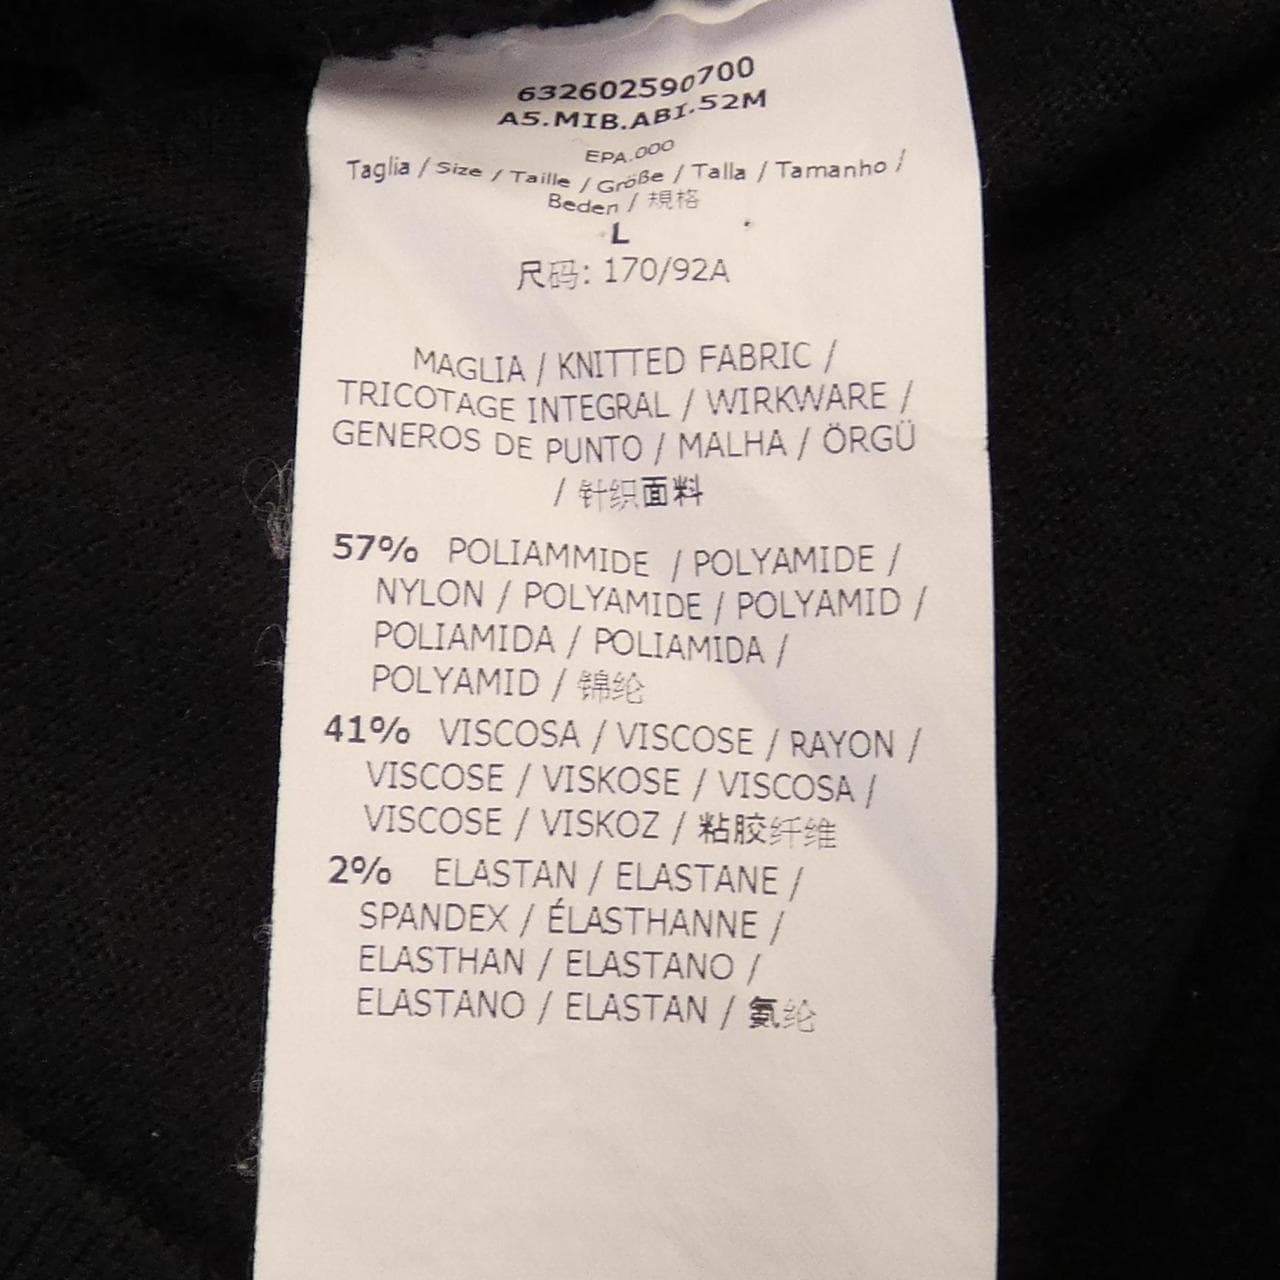 632602590700
A5.MIB.ABI.52M
EPA.000
Taglia / Size / Taille / Größe / Talla / Tamanho /
Beden / 規格
L
尺码: 170/92A
MAGLIA / KNITTED FABRIC /
TRICOTAGE INTEGRAL / WIRKWARE /
GENEROS DE PUNTO / MALHA / ÖRGÜ
/ 针织面料
57% POLIAMMIDE / POLYAMIDE /
NYLON / POLYAMIDE / POLYAMID /
POLIAMIDA / POLIAMIDA /
POLYAMID / 锦纶
41% VISCOSA / VISCOSE / RAYON /
VISCOSE / VISKOSE / VISCOSA /
VISCOSE / VISKOZ / 粘胶纤维
2% ELASTAN / ELASTANE /
SPANDEX / ÉLASTHANNE /
ELASTHAN / ELASTANO /
ELASTANO / ELASTAN / 氨纶